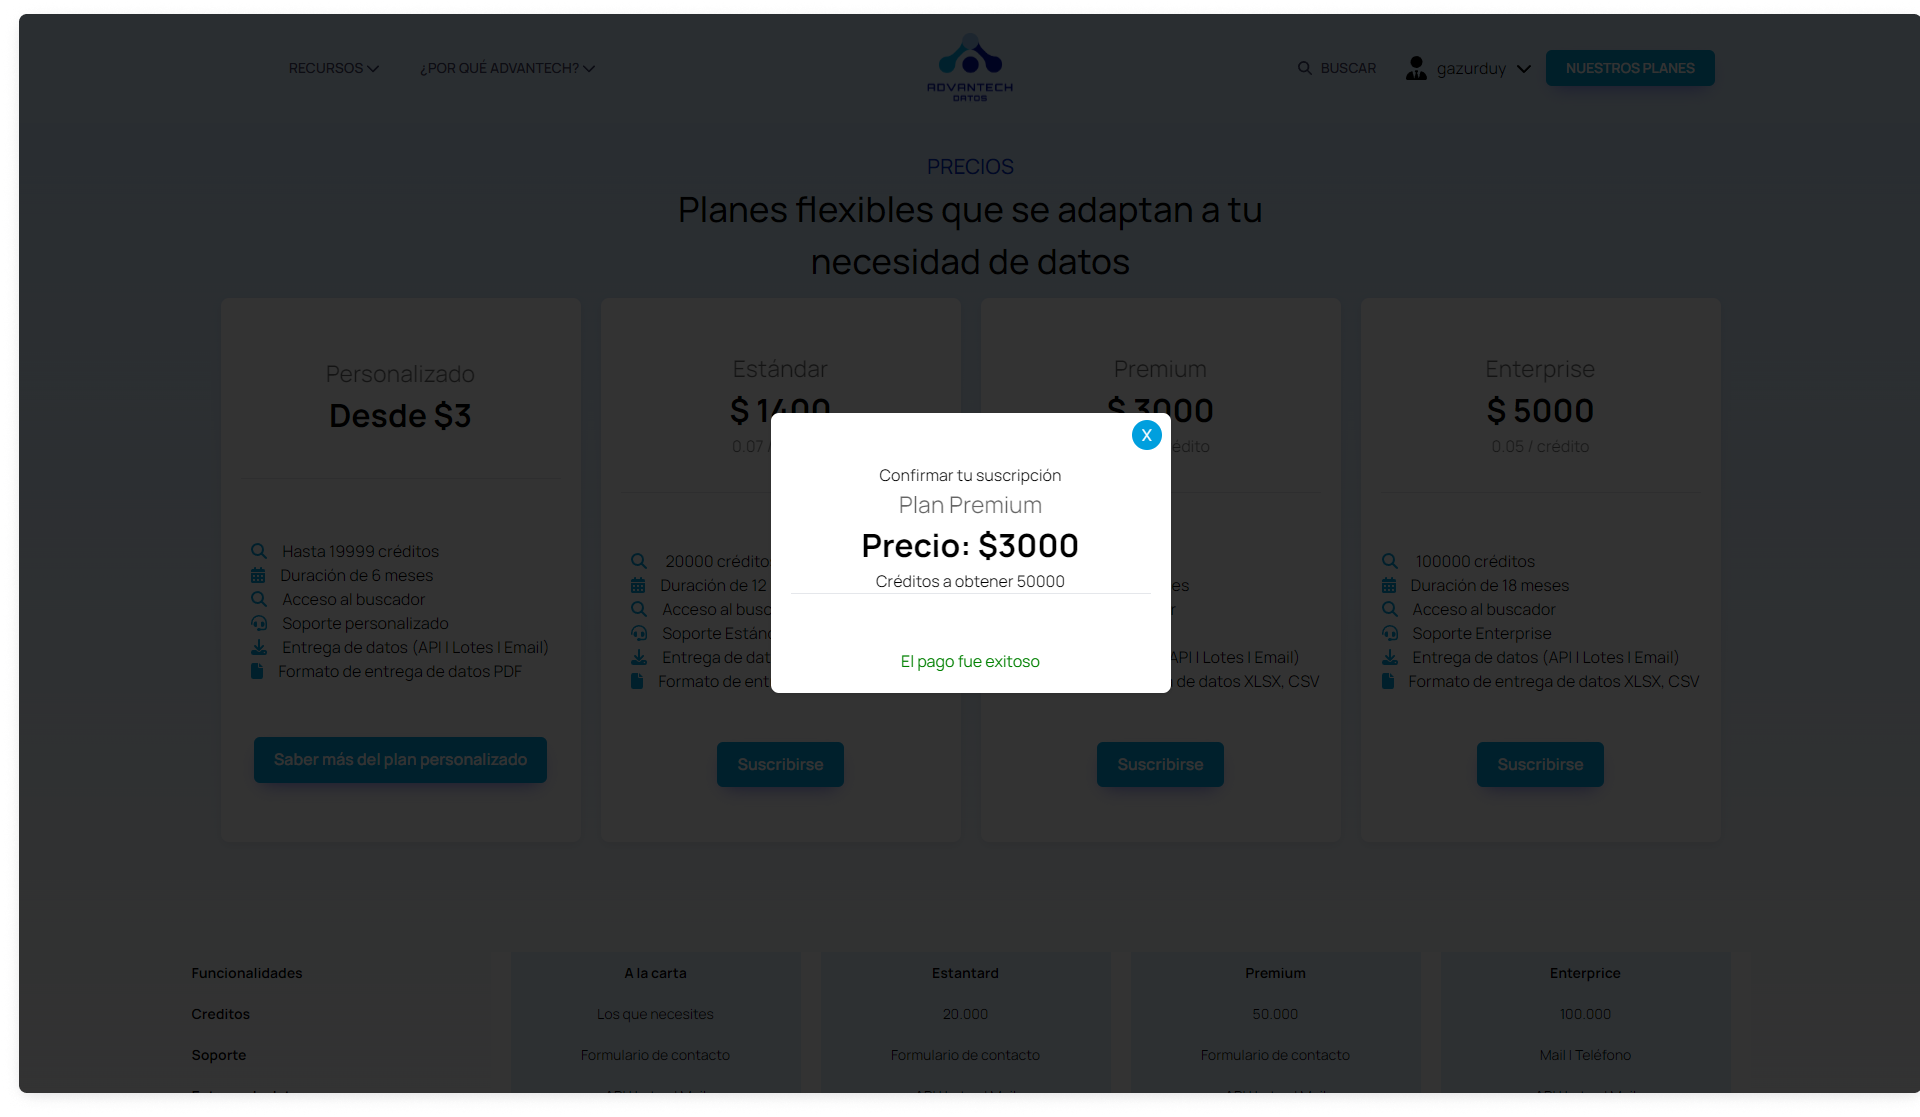 RECURSOS
¿POR QUÉ ADVANTECH?
ADVANTECH
DATOS
BUSCAR
gazurduy
NUESTROS PLANES
PRECIOS
Planes flexibles que se adaptan a tu
necesidad de datos
Personalizado
Desde $3
Hasta 19999 créditos
Duración de 6 meses
Acceso al buscador
Soporte personalizado
Entrega de datos (API | Lotes | Email)
Formato de entrega de datos PDF
Saber más del plan personalizado
Estándar
$ 1400
0.07 /
20000 crédito
Duración de 12
Acceso al busc
Soporte Están
Entrega de dat
Formato de ent
Suscribirse
Premium
$ 3000
édito
es
r
API | Lotes | Email)
de datos XLSX, CSV
Suscribirse
Enterprise
$ 5000
0.05 / crédito
100000 créditos
Duración de 18 meses
Acceso al buscador
Soporte Enterprise
Entrega de datos (API | Lotes | Email)
Formato de entrega de datos XLSX, CSV
Suscribirse
X
Confirmar tu suscripción
Plan Premium
Precio: $3000
Créditos a obtener 50000
El pago fue exitoso
Funcionalidades A la carta Estantard Premium Enterprice
Creditos Los que necesites 20.000 50.000 100.000
Soporte Formulario de contacto Formulario de contacto Formulario de contacto Mail | Teléfono